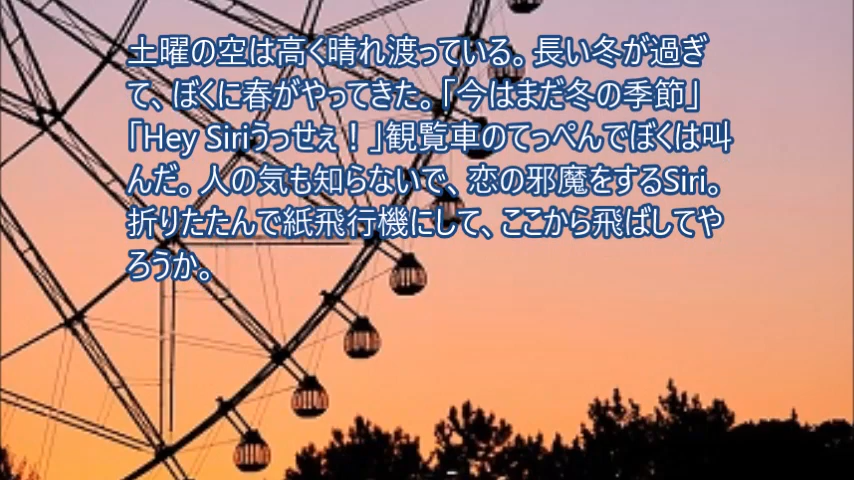 土曜の空は高く晴れ渡っている。長い冬が過ぎ
て、ぼくに春がやってきた。「今はまだ冬の季節」
「Hey Siriうっせぇ！」観覧車のてっぺんでぼくは叫
んだ。人の気も知らないで、恋の邪魔をするSiri。
折りたたんで紙飛行機にして、ここから飛ばしてや
ろうか。